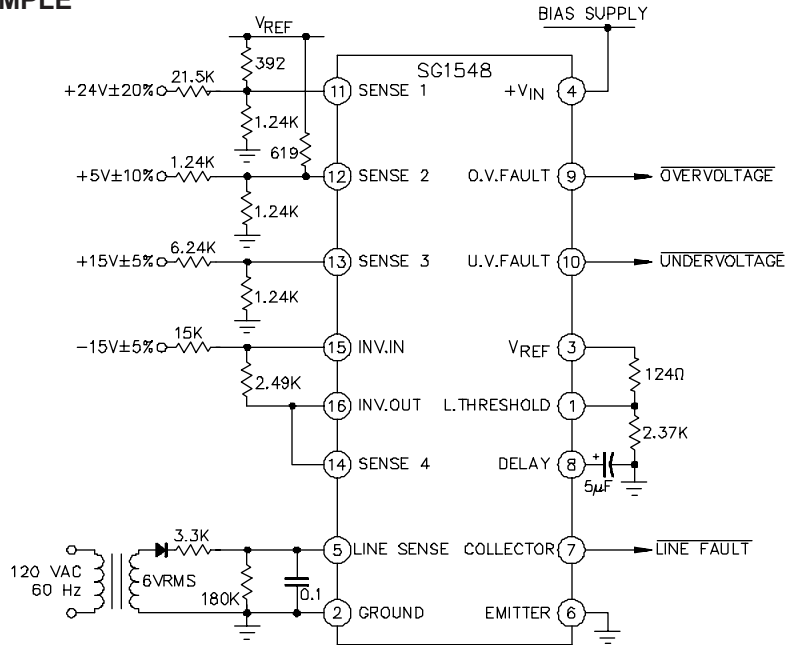 MPLE
VREF
BIAS SUPPLY
SG1548
392
21.5K
+24V±20%
11 SENSE 1
+VIN 4
1.24K
619
1.24K
+5V±10%
12 SENSE 2
O.V.FAULT 9
OVERVOLTAGE
1.24K
6.24K
+15V±5%
13 SENSE 3
U.V.FAULT 10
UNDERVOLTAGE
1.24K
15K
-15V±5%
15 INV.IN
VREF 3
124Ω
2.49K
16 INV.OUT
L.THRESHOLD 1
2.37K
14 SENSE 4
DELAY 8
+
5µF
3.3K
5 LINE SENSE
COLLECTOR 7
LINE FAULT
120 VAC
60 Hz
6VRMS
180K
0.1
2 GROUND
EMITTER 6